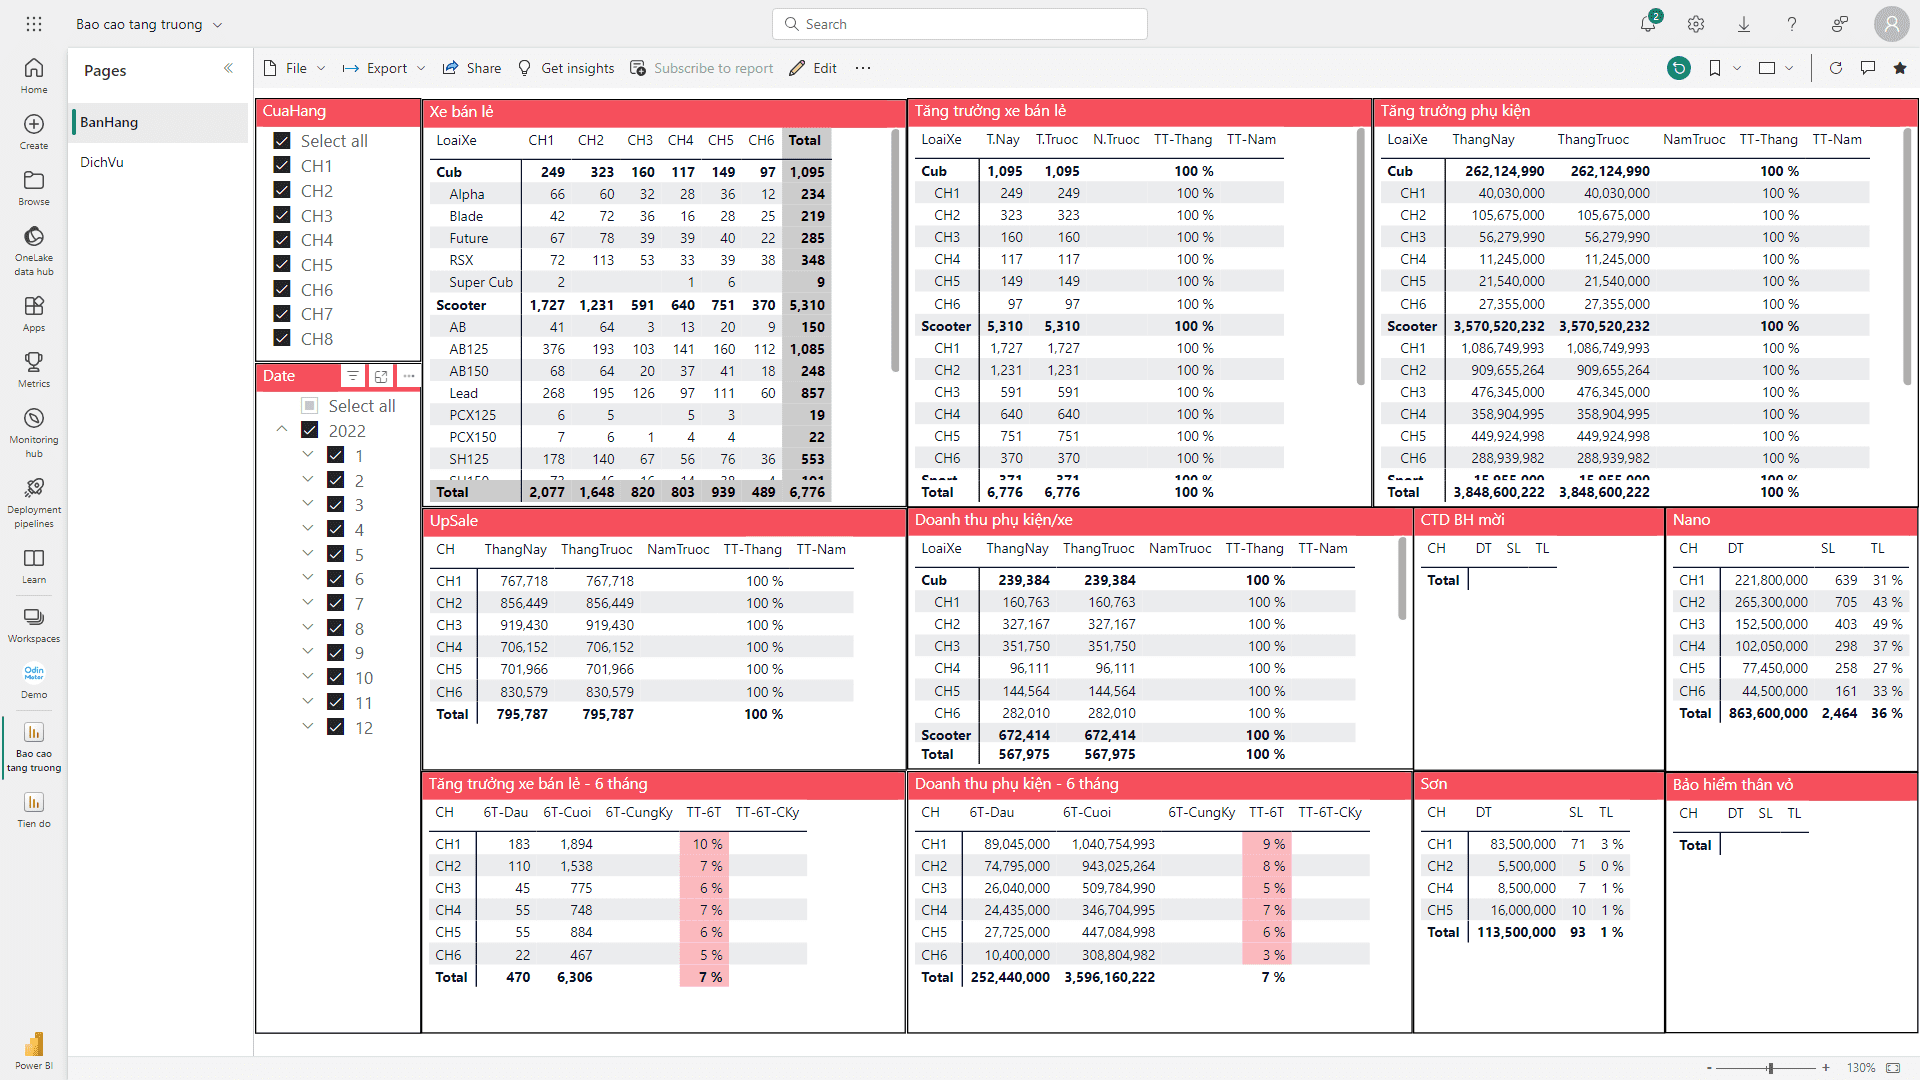 Bao cao tang truong
Search
2
Home
Create
Browse
OneLake
data hub
Apps
Metrics
Monitoring
hub
Deployment
pipelines
Learn
Workspaces
Odin
Meter
Demo
Bao cao
tang truong
Tien do
Power BI
Pages
BanHang
DichVu
File
Export
Share
Get insights
Subscribe to report
Edit
CuaHang
Select all
CH1
CH2
CH3
CH4
CH5
CH6
CH7
CH8
Date
Select all
2022
1
2
3
4
5
6
7
8
9
10
11
12
Xe bán lẻ
LoaiXe CH1 CH2 CH3 CH4 CH5 CH6 Total
Cub 249 323 160 117 149 97 1,095
Alpha 66 60 32 28 36 12 234
Blade 42 72 36 16 28 25 219
Future 67 78 39 39 40 22 285
RSX 72 113 53 33 39 38 348
Super Cub 2 1 6 9
Scooter 1,727 1,231 591 640 751 370 5,310
AB 41 64 3 13 20 9 150
AB125 376 193 103 141 160 112 1,085
AB150 68 64 20 37 41 18 248
Lead 268 195 126 97 111 60 857
PCX125 6 5 5 3 19
PCX150 7 6 1 4 4 22
SH125 178 140 67 56 76 36 553
Total 2,077 1,648 820 803 939 489 6,776
Tăng trưởng xe bán lẻ
LoaiXe T.Nay T.Truoc N.Truoc TT-Thang TT-Nam
Cub 1,095 1,095 100 %
CH1 249 249 100 %
CH2 323 323 100 %
CH3 160 160 100 %
CH4 117 117 100 %
CH5 149 149 100 %
CH6 97 97 100 %
Scooter 5,310 5,310 100 %
CH1 1,727 1,727 100 %
CH2 1,231 1,231 100 %
CH3 591 591 100 %
CH4 640 640 100 %
CH5 751 751 100 %
CH6 370 370 100 %
Sport 371 371 100 %
Total 6,776 6,776 100 %
Tăng trưởng phụ kiện
LoaiXe ThangNay ThangTruoc NamTruoc TT-Thang TT-Nam
Cub 262,124,990 262,124,990 100 %
CH1 40,030,000 40,030,000 100 %
CH2 105,675,000 105,675,000 100 %
CH3 56,279,990 56,279,990 100 %
CH4 11,245,000 11,245,000 100 %
CH5 21,540,000 21,540,000 100 %
CH6 27,355,000 27,355,000 100 %
Scooter 3,570,520,232 3,570,520,232 100 %
CH1 1,086,749,993 1,086,749,993 100 %
CH2 909,655,264 909,655,264 100 %
CH3 476,345,000 476,345,000 100 %
CH4 358,904,995 358,904,995 100 %
CH5 449,924,998 449,924,998 100 %
CH6 288,939,982 288,939,982 100 %
Sport 15,955,000 15,955,000 100 %
Total 3,848,600,222 3,848,600,222 100 %
UpSale
CH ThangNay ThangTruoc NamTruoc TT-Thang TT-Nam
CH1 767,718 767,718 100 %
CH2 856,449 856,449 100 %
CH3 919,430 919,430 100 %
CH4 706,152 706,152 100 %
CH5 701,966 701,966 100 %
CH6 830,579 830,579 100 %
Total 795,787 795,787 100 %
Doanh thu phụ kiện/xe
LoaiXe ThangNay ThangTruoc NamTruoc TT-Thang TT-Nam
Cub 239,384 239,384 100 %
CH1 160,763 160,763 100 %
CH2 327,167 327,167 100 %
CH3 351,750 351,750 100 %
CH4 96,111 96,111 100 %
CH5 144,564 144,564 100 %
CH6 282,010 282,010 100 %
Scooter 672,414 672,414 100 %
Total 567,975 567,975 100 %
CTD BH mời
CH DT SL TL
Total
Nano
CH DT SL TL
CH1 221,800,000 639 31 %
CH2 265,300,000 705 43 %
CH3 152,500,000 403 49 %
CH4 102,050,000 298 37 %
CH5 77,450,000 258 27 %
CH6 44,500,000 161 33 %
Total 863,600,000 2,464 36 %
Tăng trưởng xe bán lẻ - 6 tháng
CH 6T-Dau 6T-Cuoi 6T-CungKy TT-6T TT-6T-CKy
CH1 183 1,894 10 %
CH2 110 1,538 7 %
CH3 45 775 6 %
CH4 55 748 7 %
CH5 55 884 6 %
CH6 22 467 5 %
Total 470 6,306 7 %
Doanh thu phụ kiện - 6 tháng
CH 6T-Dau 6T-Cuoi 6T-CungKy TT-6T TT-6T-CKy
CH1 89,045,000 1,040,754,993 9 %
CH2 74,795,000 943,025,264 8 %
CH3 26,040,000 509,784,990 5 %
CH4 24,435,000 346,704,995 7 %
CH5 27,725,000 447,084,998 6 %
CH6 10,400,000 308,804,982 3 %
Total 252,440,000 3,596,160,222 7 %
Sơn
CH DT SL TL
CH1 83,500,000 71 3 %
CH2 5,500,000 5 0 %
CH4 8,500,000 7 1 %
CH5 16,000,000 10 1 %
Total 113,500,000 93 1 %
Bảo hiểm thân vỏ
CH DT SL TL
Total
- + 130%